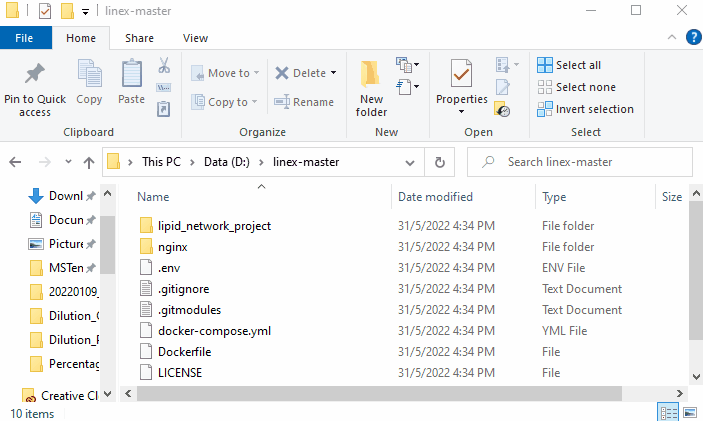 linex-master
File Home Share View
Pin to Quick access
Copy
Paste
Clipboard
Move to
Copy to
Delete
Rename
Organize
New folder
New
Properties
Open
Select all
Select none
Invert selection
Select
This PC > Data (D:) > linex-master
Search linex-master
Downl
Docum
Picture
MSTen
20220109_
Dilution_
Dilution_
Percentag
Creative Cl
Name Date modified Type Size
lipid_network_project 31/5/2022 4:34 PM File folder
nginx 31/5/2022 4:34 PM File folder
.env 31/5/2022 4:34 PM ENV File
.gitignore 31/5/2022 4:34 PM Text Document
.gitmodules 31/5/2022 4:34 PM Text Document
docker-compose.yml 31/5/2022 4:34 PM YML File
Dockerfile 31/5/2022 4:34 PM File
LICENSE 31/5/2022 4:34 PM File
10 items